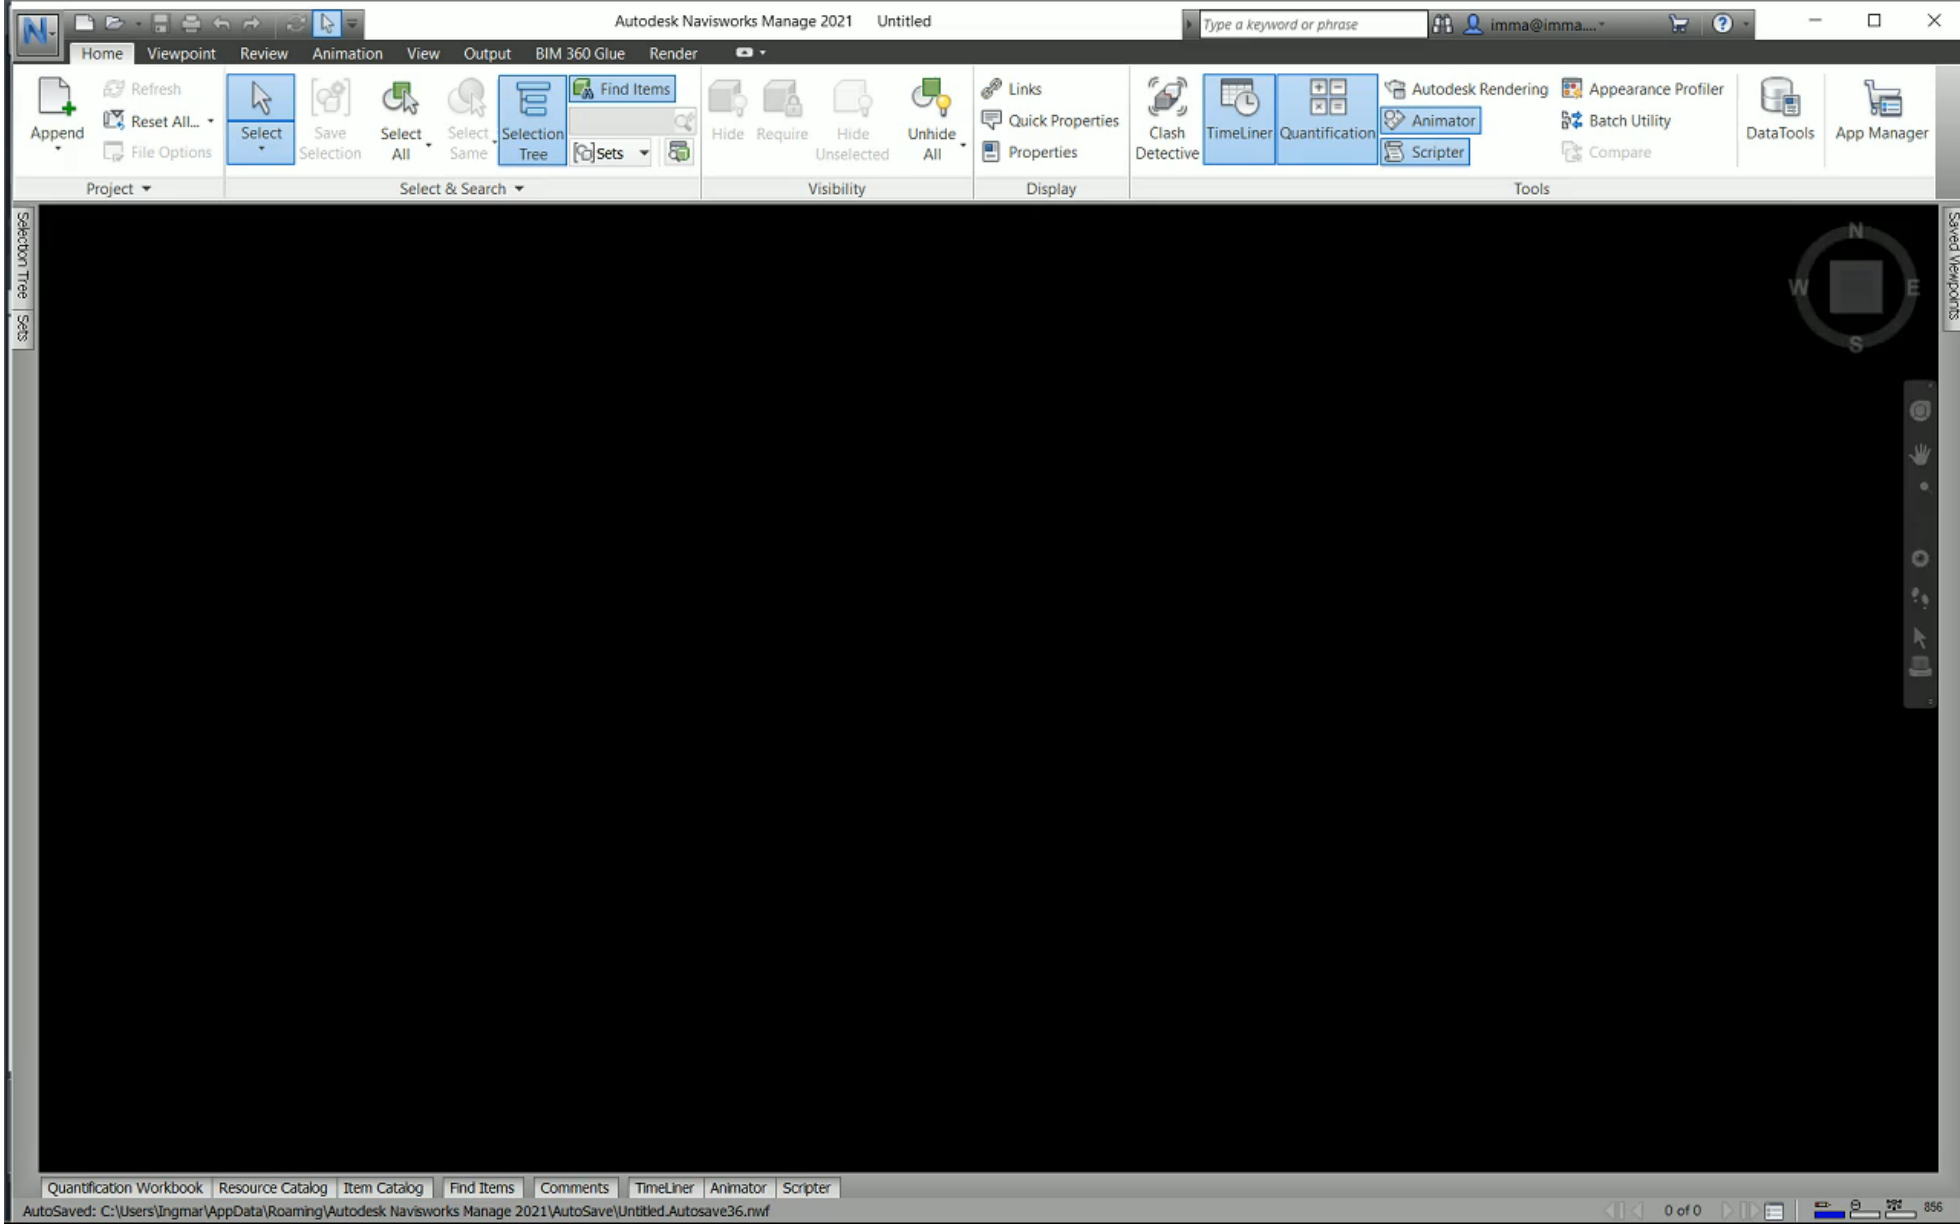 Autodesk Navisworks Manage 2021 Untitled
Type a keyword or phrase
imma@imma....
Home Viewpoint Review Animation View Output BIM 360 Glue Render
Append
Refresh
Reset All...
File Options
Project
Select
Save Selection
Select All
Select Same
Selection Tree
Find Items
Sets
Select & Search
Hide
Require
Hide Unselected
Unhide All
Visibility
Links
Quick Properties
Properties
Display
Clash Detective
TimeLiner
Quantification
Autodesk Rendering
Animator
Scripter
Appearance Profiler
Batch Utility
Compare
Tools
DataTools
App Manager
Selection Tree
Sets
Saved Viewpoints
N
W
E
S
Quantification Workbook Resource Catalog Item Catalog Find Items Comments TimeLiner Animator Scripter
AutoSaved: C:\Users\Ingmar\AppData\Roaming\Autodesk Navisworks Manage 2021\AutoSave\Untitled.Autosave36.nwf
0 of 0
856